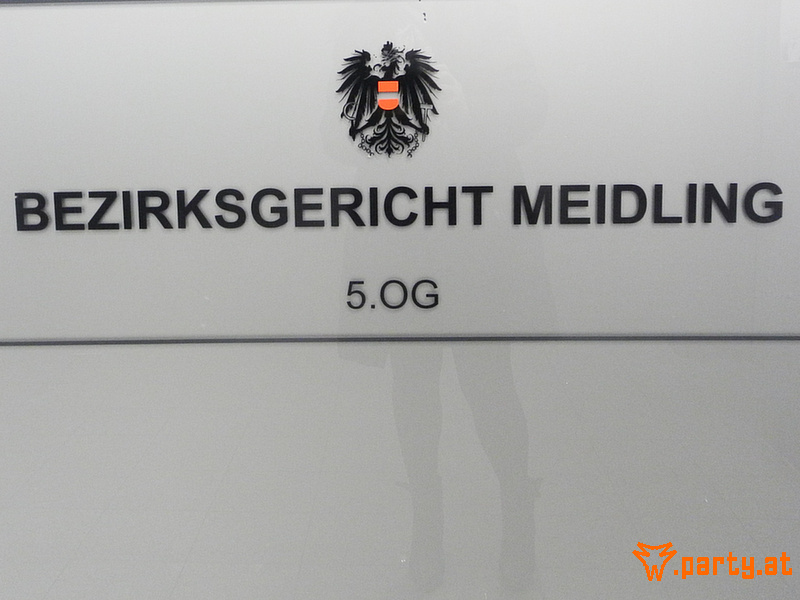 BEZIRKSGERICHT MEIDLING
5.OG
w.party.at